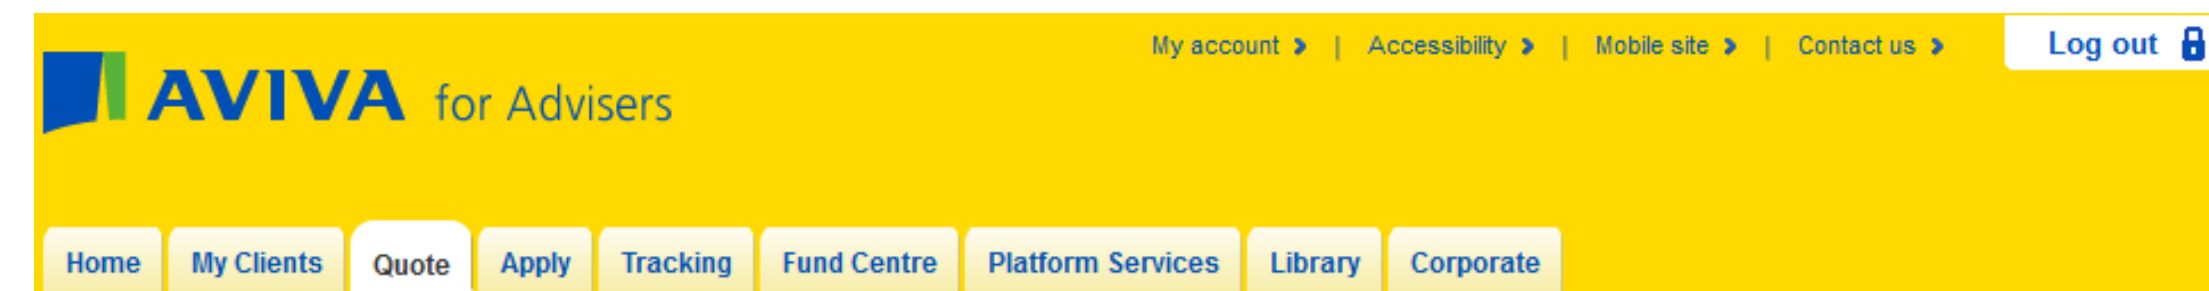 My account | Accessibility | Mobile site | Contact us Log out
AVIVA for Advisers
Home My Clients Quote Apply Tracking Fund Centre Platform Services Library Corporate